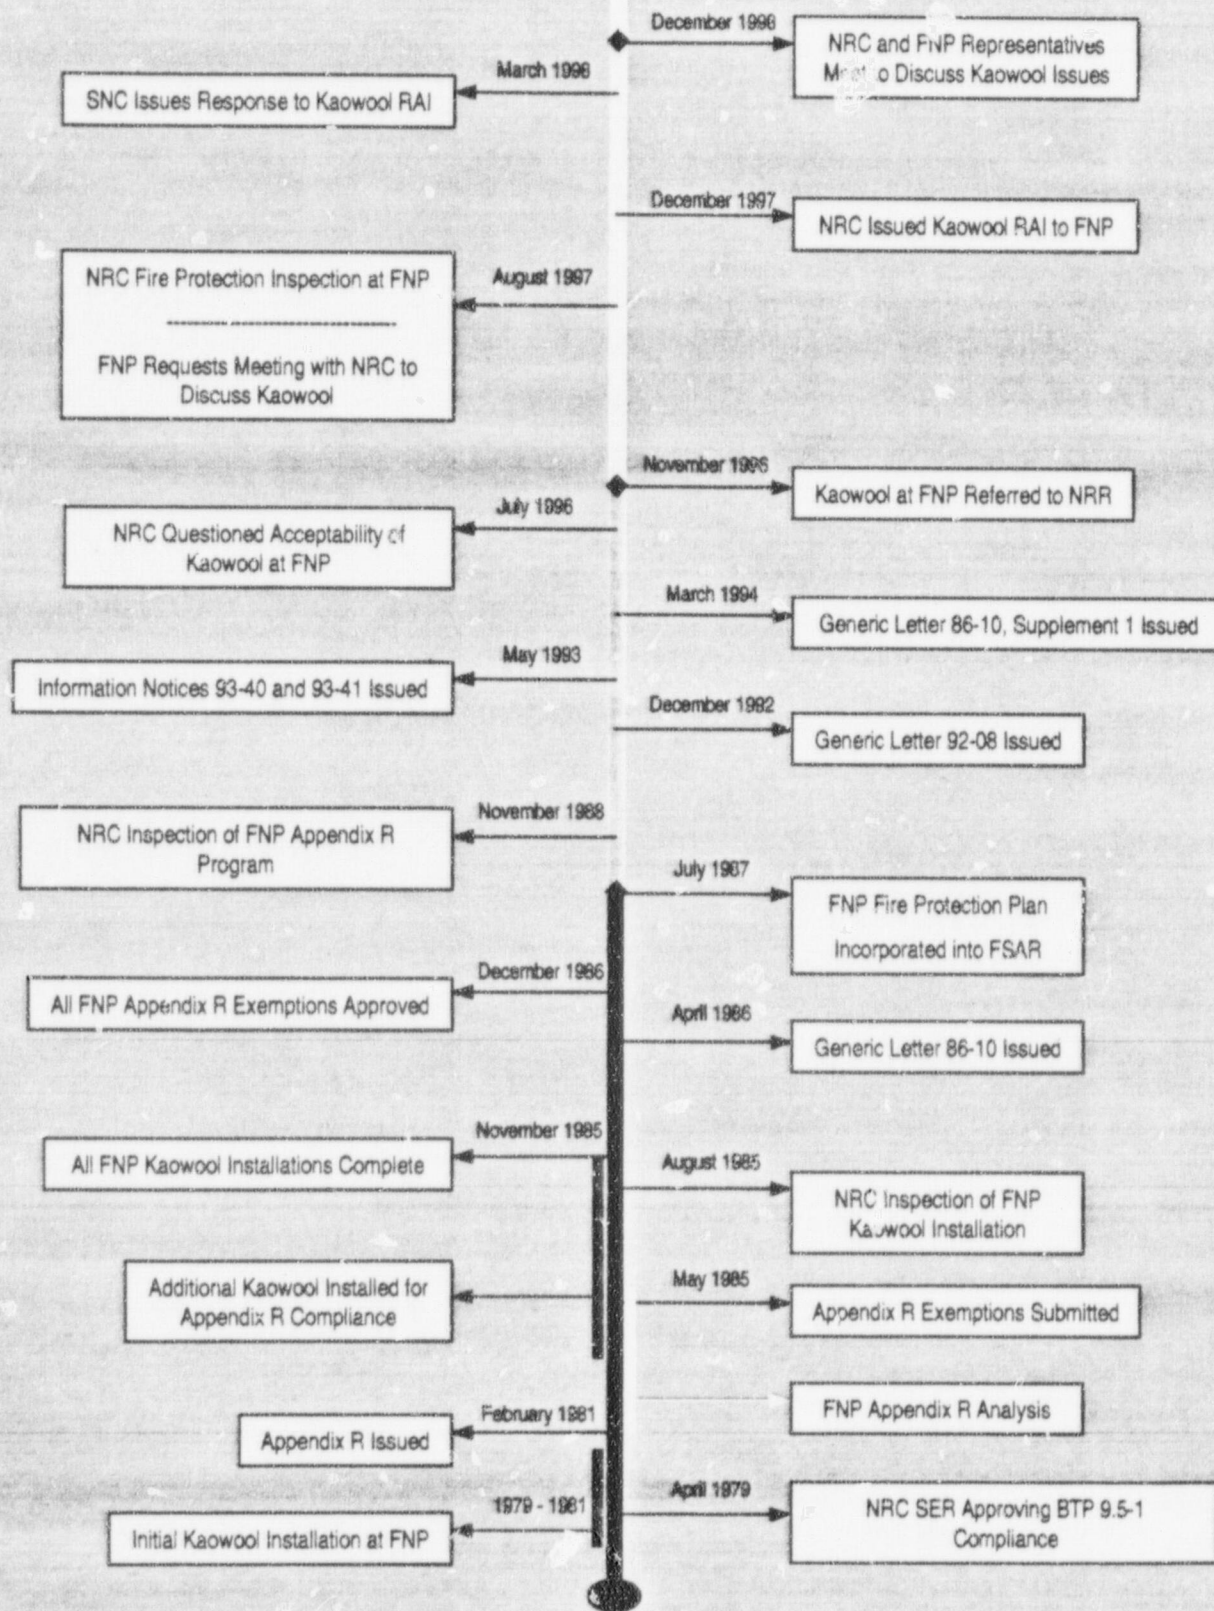 December 1998
NRC and FNP Representatives
Meet to Discuss Kaowool Issues
March 1998
SNC Issues Response to Kaowool RAI
December 1997
NRC Issued Kaowool RAI to FNP
August 1997
NRC Fire Protection Inspection at FNP
FNP Requests Meeting with NRC to
Discuss Kaowool
November 1996
Kaowool at FNP Referred to NRR
July 1996
NRC Questioned Acceptability of
Kaowool at FNP
March 1994
Generic Letter 86-10, Supplement 1 Issued
May 1993
Information Notices 93-40 and 93-41 Issued
December 1992
Generic Letter 92-08 Issued
November 1988
NRC Inspection of FNP Appendix R
Program
July 1987
FNP Fire Protection Plan
Incorporated into FSAR
December 1986
All FNP Appendix R Exemptions Approved
April 1986
Generic Letter 86-10 Issued
November 1985
All FNP Kaowool Installations Complete
August 1985
NRC Inspection of FNP
Kaowool Installation
Additional Kaowool Installed for
Appendix R Compliance
May 1985
Appendix R Exemptions Submitted
FNP Appendix R Analysis
February 1981
Appendix R Issued
April 1979
NRC SER Approving BTP 9.5-1
Compliance
1979 - 1981
Initial Kaowool Installation at FNP